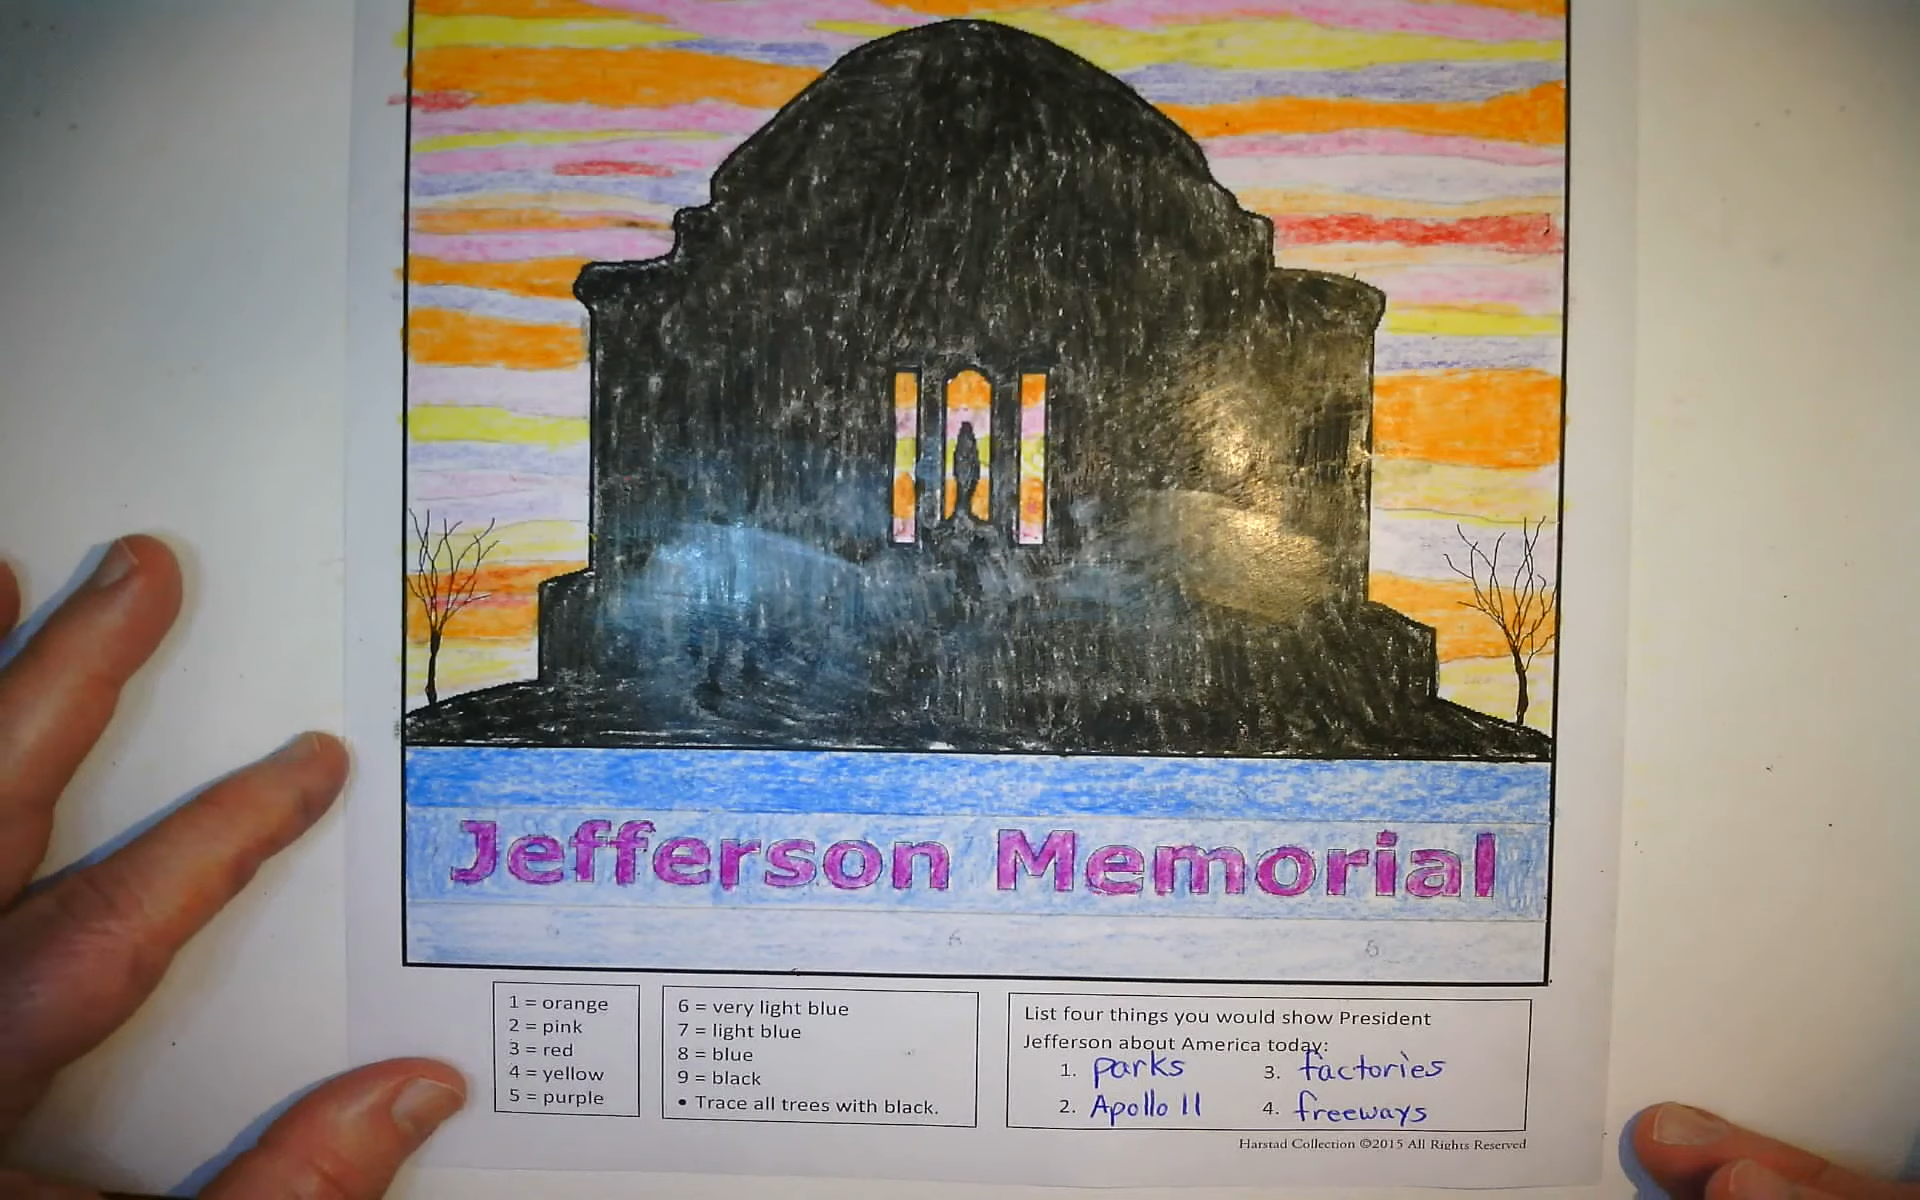 Jefferson Memorial
6
6
1 = orange
2 = pink
3 = red
4 = yellow
5 = purple
6 = very light blue
7 = light blue
8 = blue
9 = black
• Trace all trees with black.
List four things you would show President
Jefferson about America today:
1. parks
2. Apollo 11
3. factories
4. freeways
Harstad Collection ©2015 All Rights Reserved